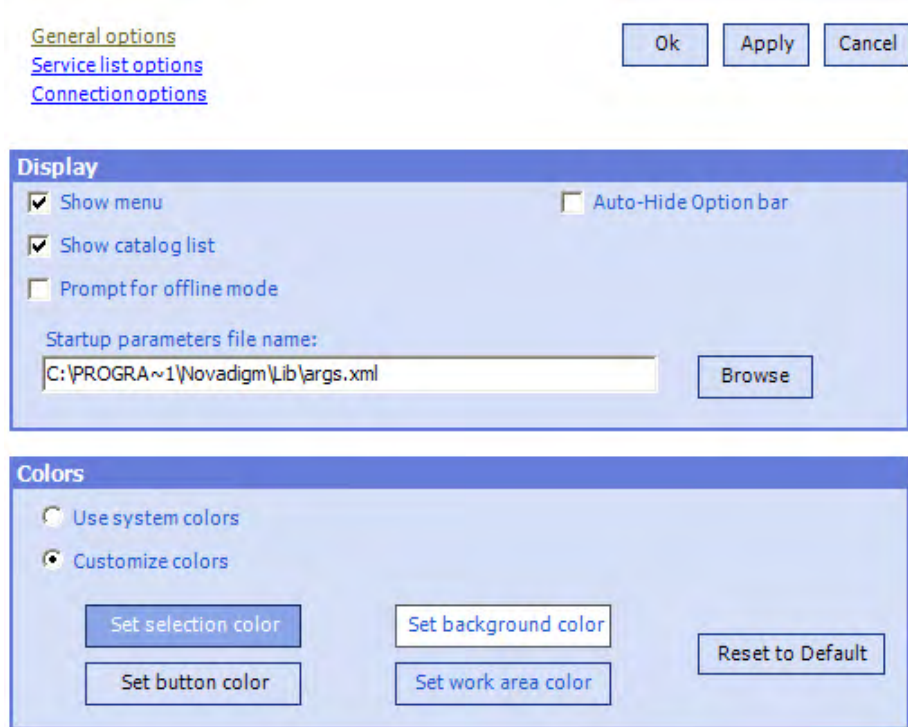 General options
Service list options
Connection options
Ok Apply Cancel
Display
Show menu Auto-Hide Option bar
Show catalog list
Prompt for offline mode
Startup parameters file name:
C:\PROGRA~1\Novadigm\Lib\args.xml Browse
Colors
Use system colors
Customize colors
Set selection color Set background color
Reset to Default
Set button color Set work area color